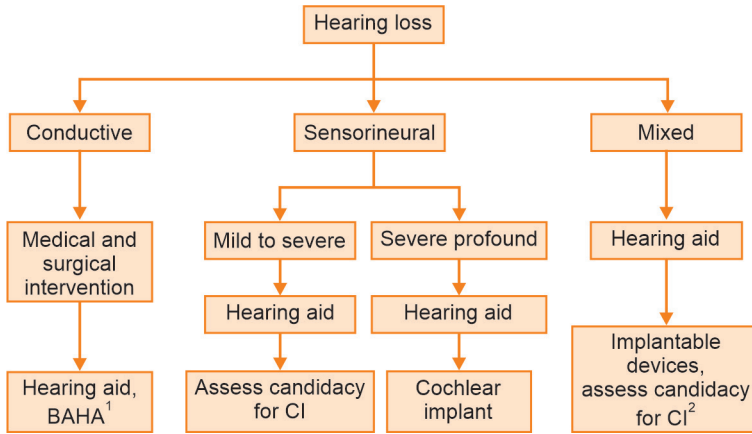 Hearing loss
Conductive
Sensorineural
Mixed
Medical and
surgical
intervention
Mild to severe
Severe profound
Hearing aid
Hearing aid
Hearing aid
Hearing aid,
BAHA¹
Assess candidacy
for CI
Cochlear
implant
Implantable
devices,
assess candidacy
for CI²